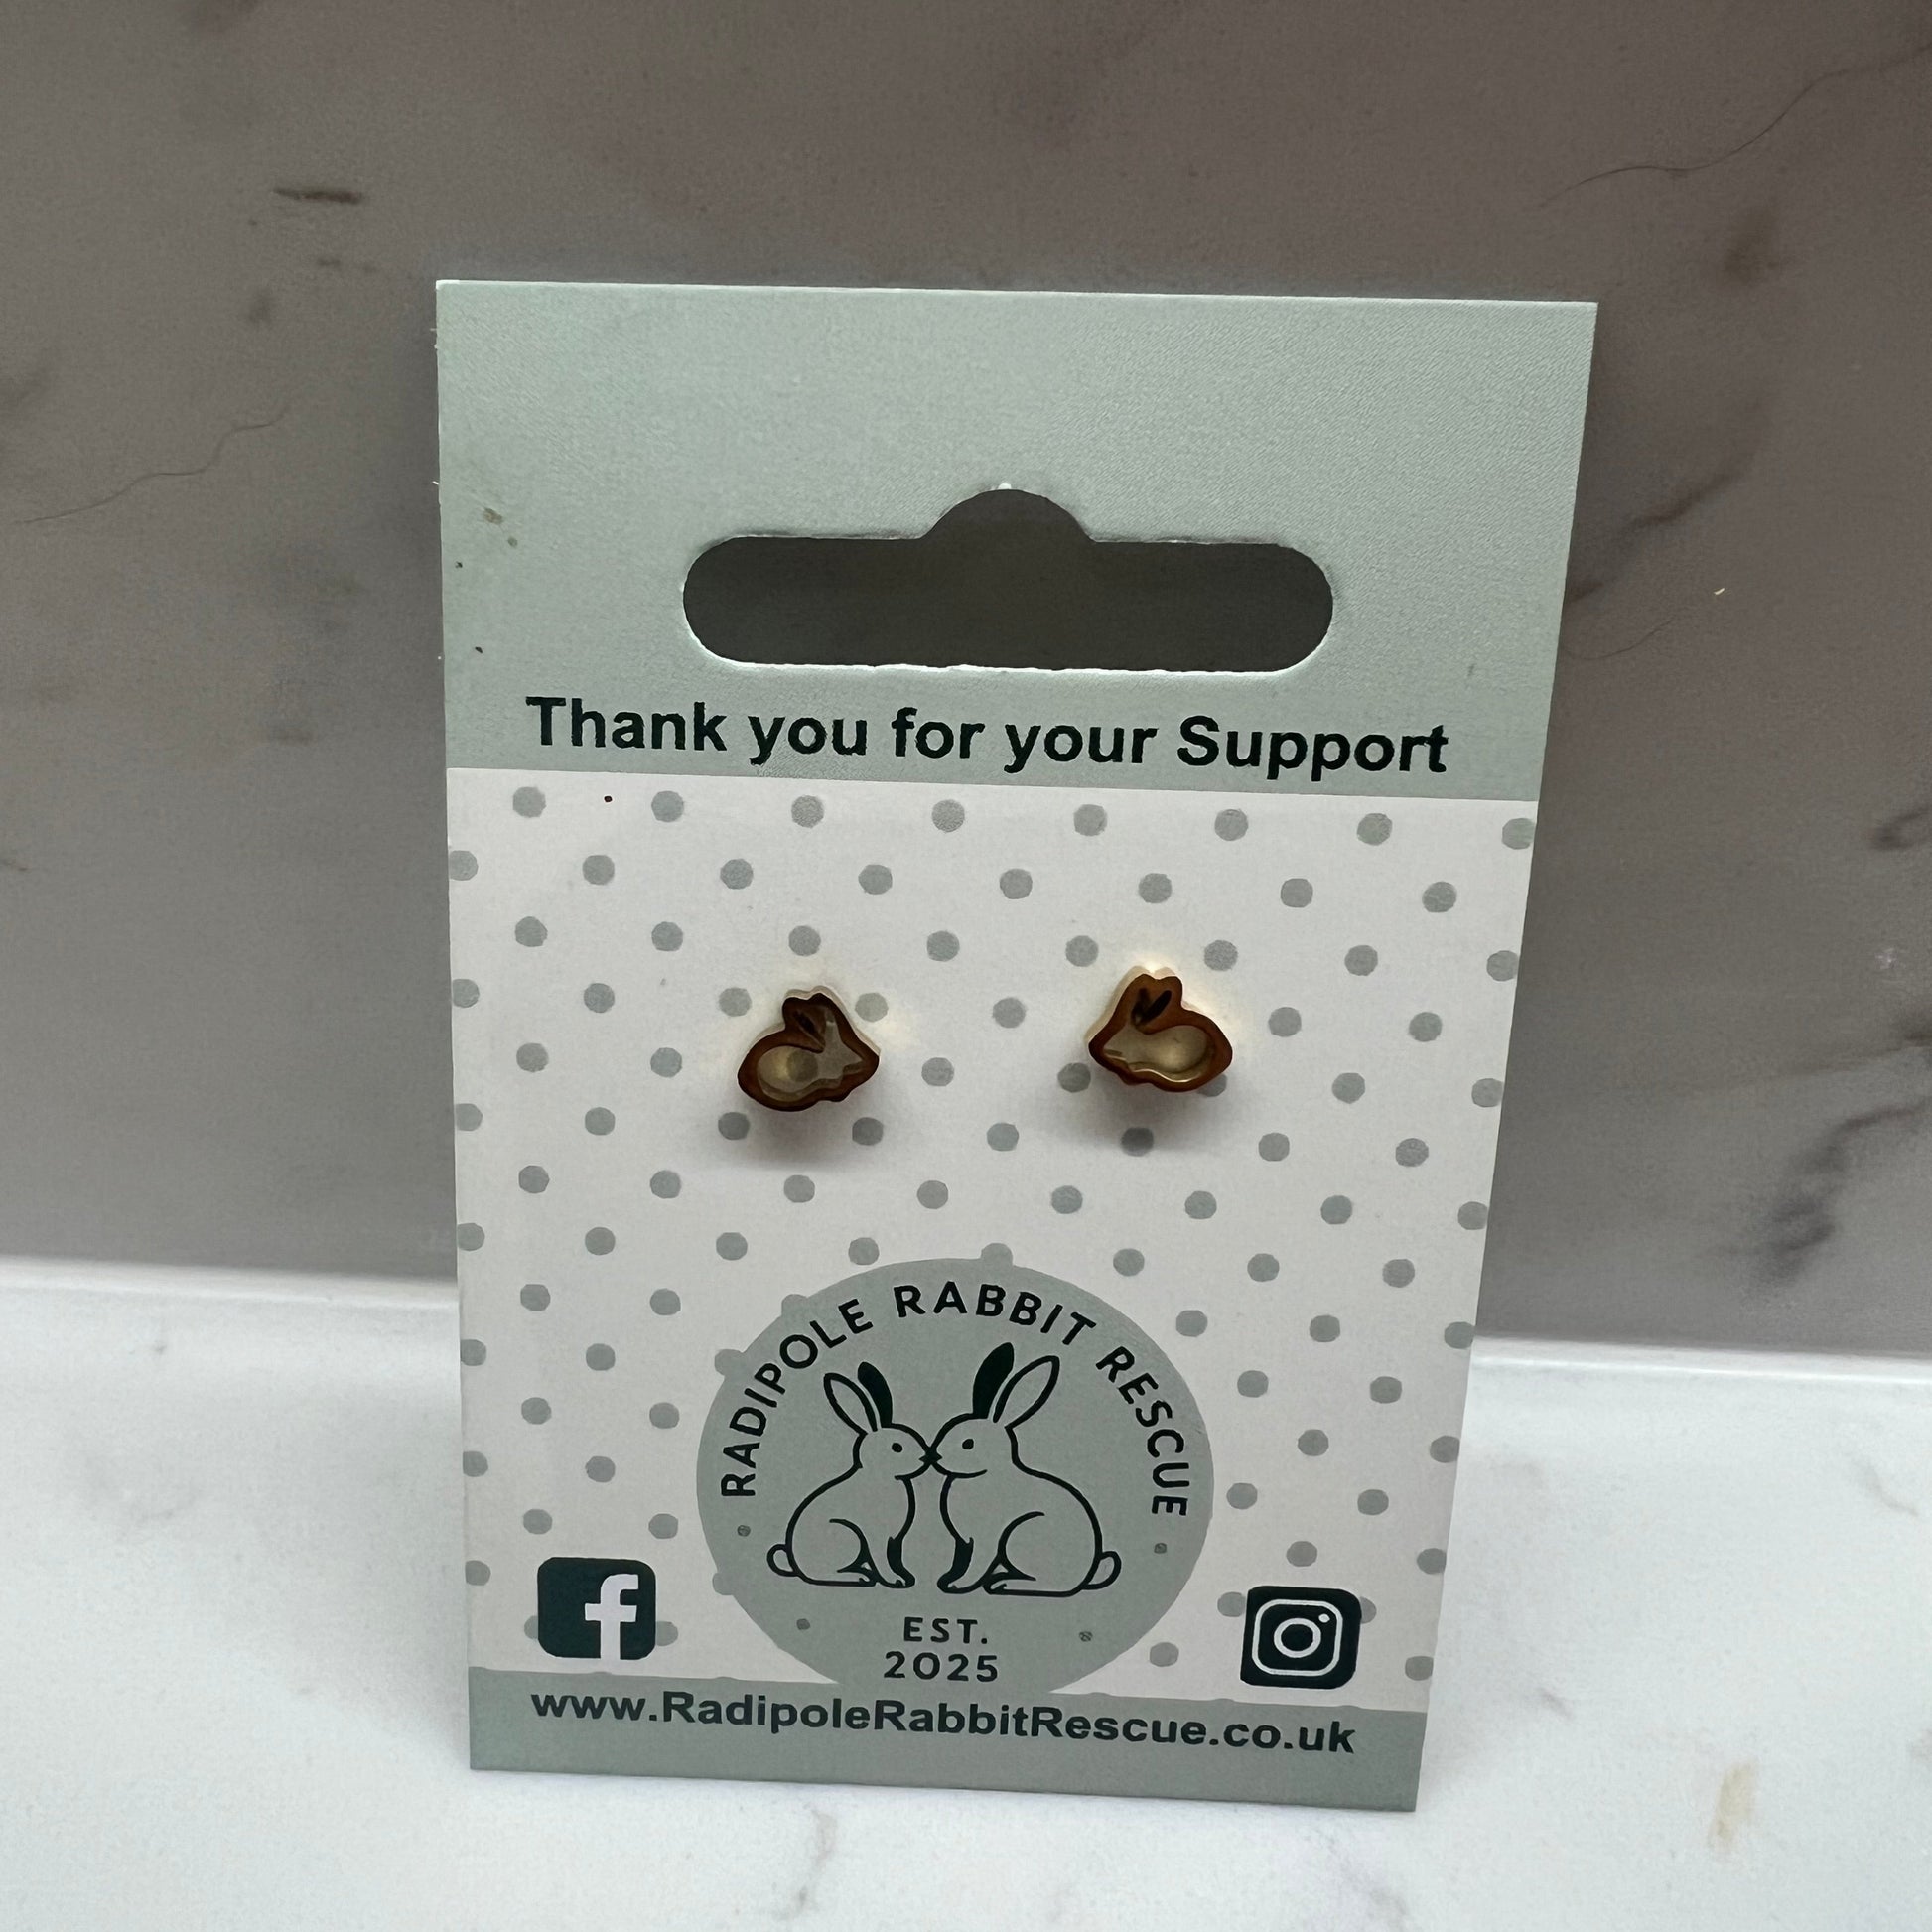 Thank you for your Support
RADIPOLE RABBIT RESCUE
EST.
2025
www.RadipoleRabbitRescue.co.uk